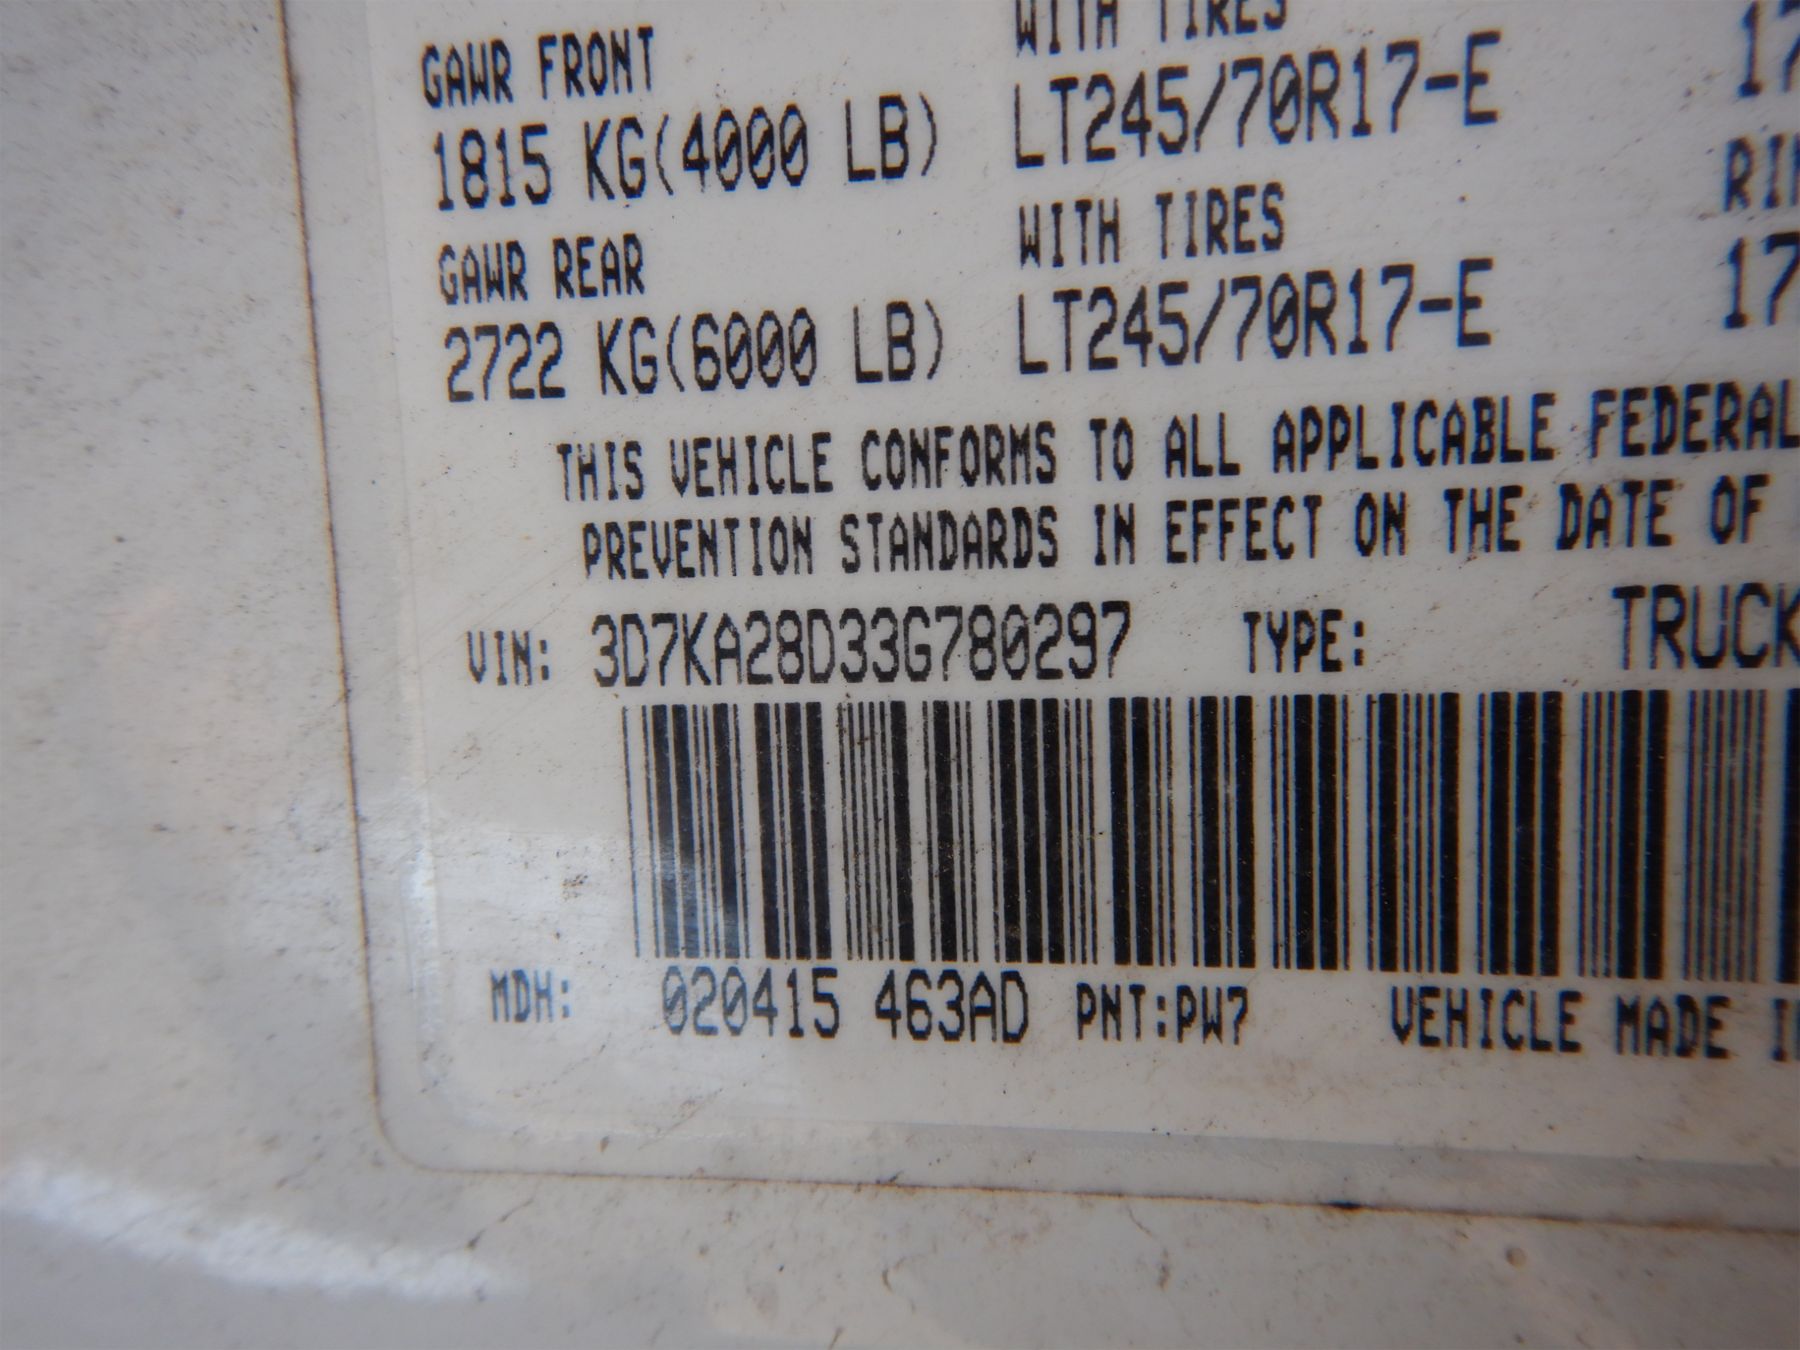 GAWR FRONT WITH TIRES
1815 KG(4000 LB) LT245/70R17-E 17
GAWR REAR WITH TIRES
2722 KG(6000 LB) LT245/70R17-E 17
THIS VEHICLE CONFORMS TO ALL APPLICABLE FEDERAL
PREVENTION STANDARDS IN EFFECT ON THE DATE OF
VIN: 3D7KA28D33G780297 TYPE: TRUCK
MDH: 020415 463AD PNT:PW7 VEHICLE MADE